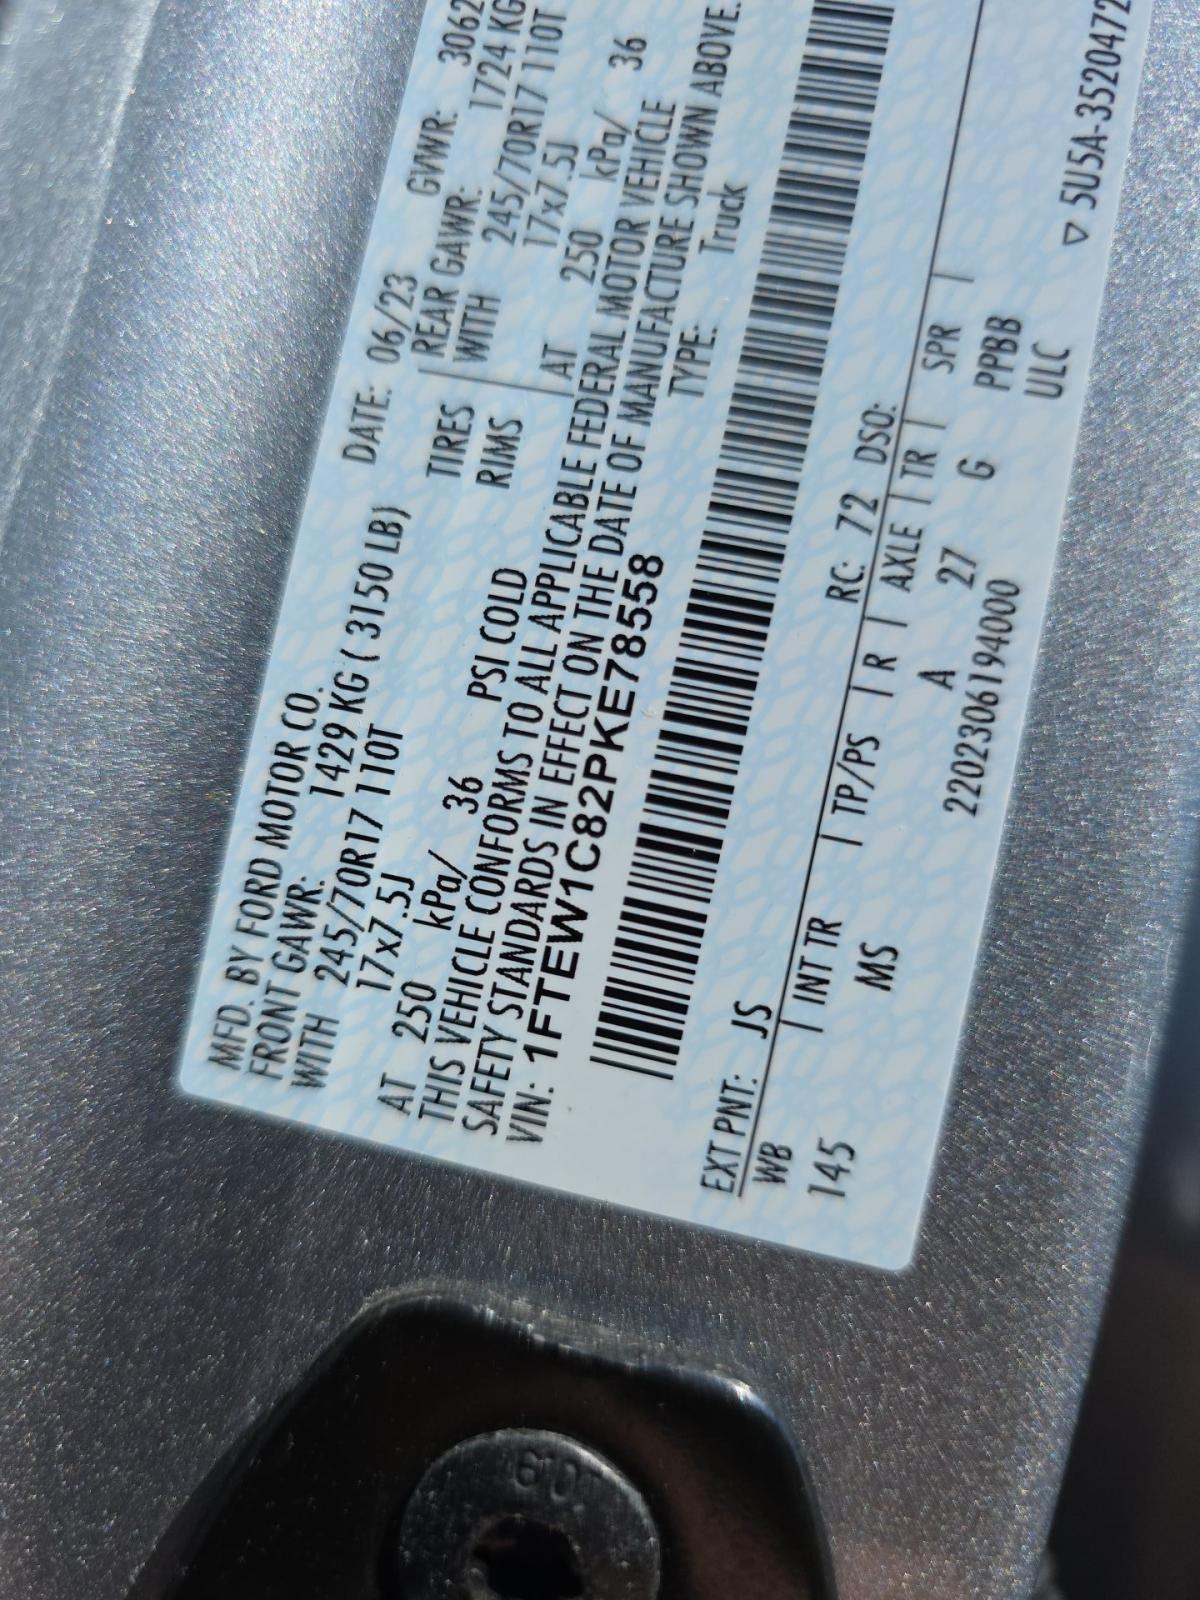 MFD. BY FORD MOTOR CO. DATE: 06/23 GVWR: 3062
FRONT GAWR: 1429 KG ( 3150 LB) REAR GAWR: 1724 KG
WITH 245/70R17 110T TIRES WITH 245/70R17 110T
17x7.5J RIMS 17x7.5J
AT 250 kPa/ 36 PSI COLD AT 250 kPa/ 36
THIS VEHICLE CONFORMS TO ALL APPLICABLE FEDERAL MOTOR VEHICLE
SAFETY STANDARDS IN EFFECT ON THE DATE OF MANUFACTURE SHOWN ABOVE.
VIN: 1FTEW1C82PKE78558 TYPE: Truck
EXT PNT: JS RC: 72 DSO:
WB | INT TR | TP/PS | R | AXLE | TR | SPR |
145 MS A 27 G PPBB
2202306194000 ULC
▽ 5U5A-3520472
6.0T